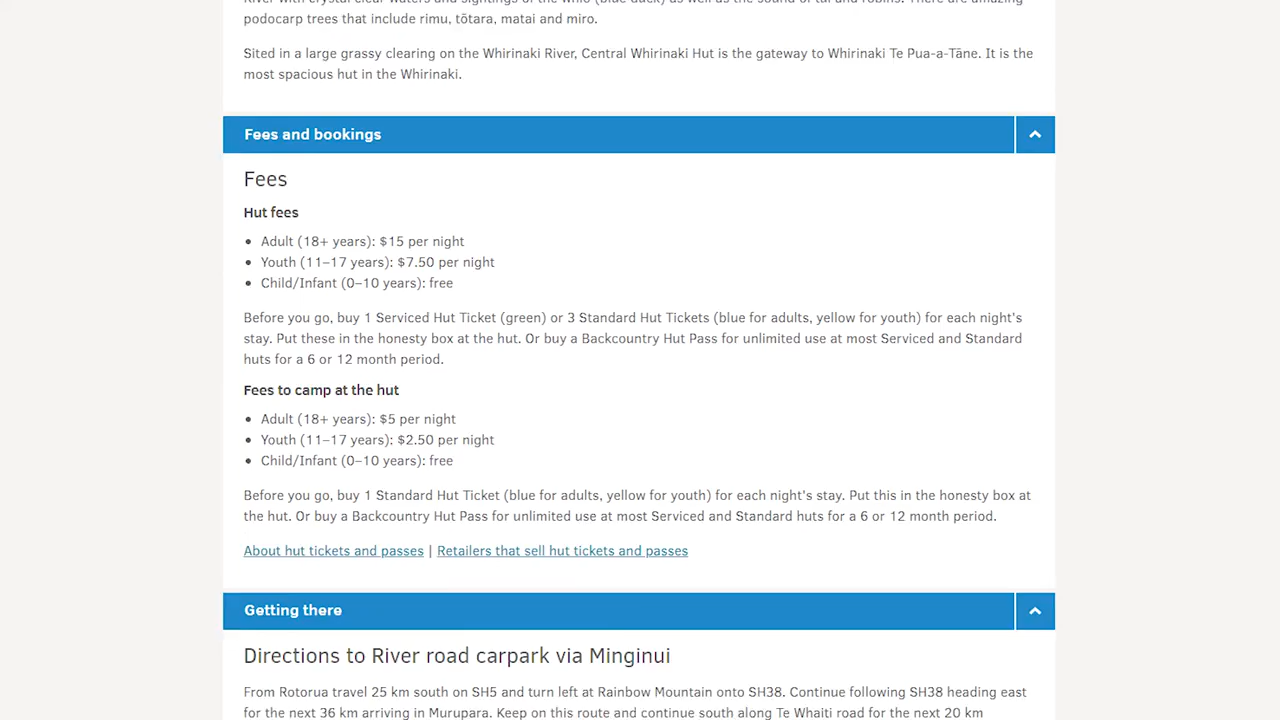 podocarp trees that include rimu, tōtara, matai and miro.
Sited in a large grassy clearing on the Whirinaki River, Central Whirinaki Hut is the gateway to Whirinaki Te Pua-a-Tāne. It is the
most spacious hut in the Whirinaki.
Fees and bookings
Fees
Hut fees
• Adult (18+ years): $15 per night
• Youth (11–17 years): $7.50 per night
• Child/Infant (0–10 years): free
Before you go, buy 1 Serviced Hut Ticket (green) or 3 Standard Hut Tickets (blue for adults, yellow for youth) for each night's
stay. Put these in the honesty box at the hut. Or buy a Backcountry Hut Pass for unlimited use at most Serviced and Standard
huts for a 6 or 12 month period.
Fees to camp at the hut
• Adult (18+ years): $5 per night
• Youth (11–17 years): $2.50 per night
• Child/Infant (0–10 years): free
Before you go, buy 1 Standard Hut Ticket (blue for adults, yellow for youth) for each night's stay. Put this in the honesty box at
the hut. Or buy a Backcountry Hut Pass for unlimited use at most Serviced and Standard huts for a 6 or 12 month period.
About hut tickets and passes | Retailers that sell hut tickets and passes
Getting there
Directions to River road carpark via Minginui
From Rotorua travel 25 km south on SH5 and turn left at Rainbow Mountain onto SH38. Continue following SH38 heading east
for the next 36 km arriving in Murupara. Keep on this route and continue south along Te Whaiti road for the next 20 km